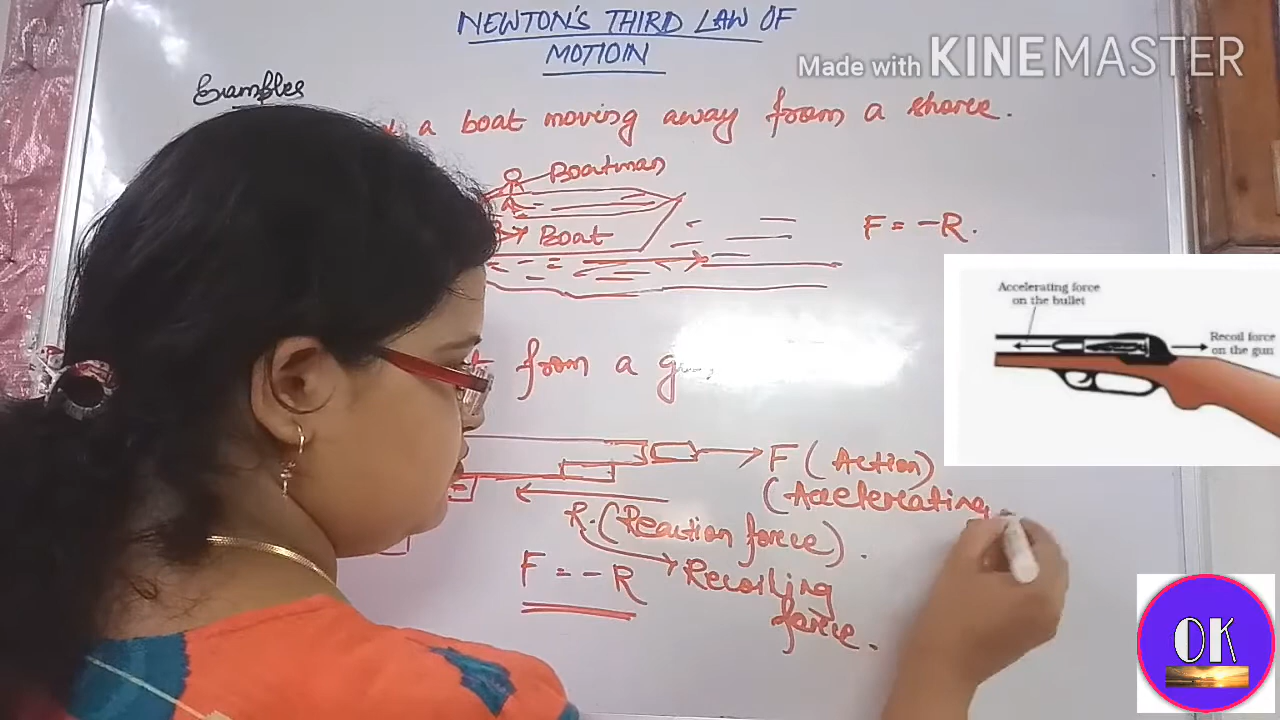 NEWTON'S THIRD LAW OF
MOTIOIN
Made with KINEMASTER
Examples
a boat moving away from a shore.
Boatman
Boat
F = -R.
Accelerating force
on the bullet
Recoil force
on the gun
from a g
F (Action)
(Accelerating
R. (Reaction force).
F = -R
Recoiling
force.
OK